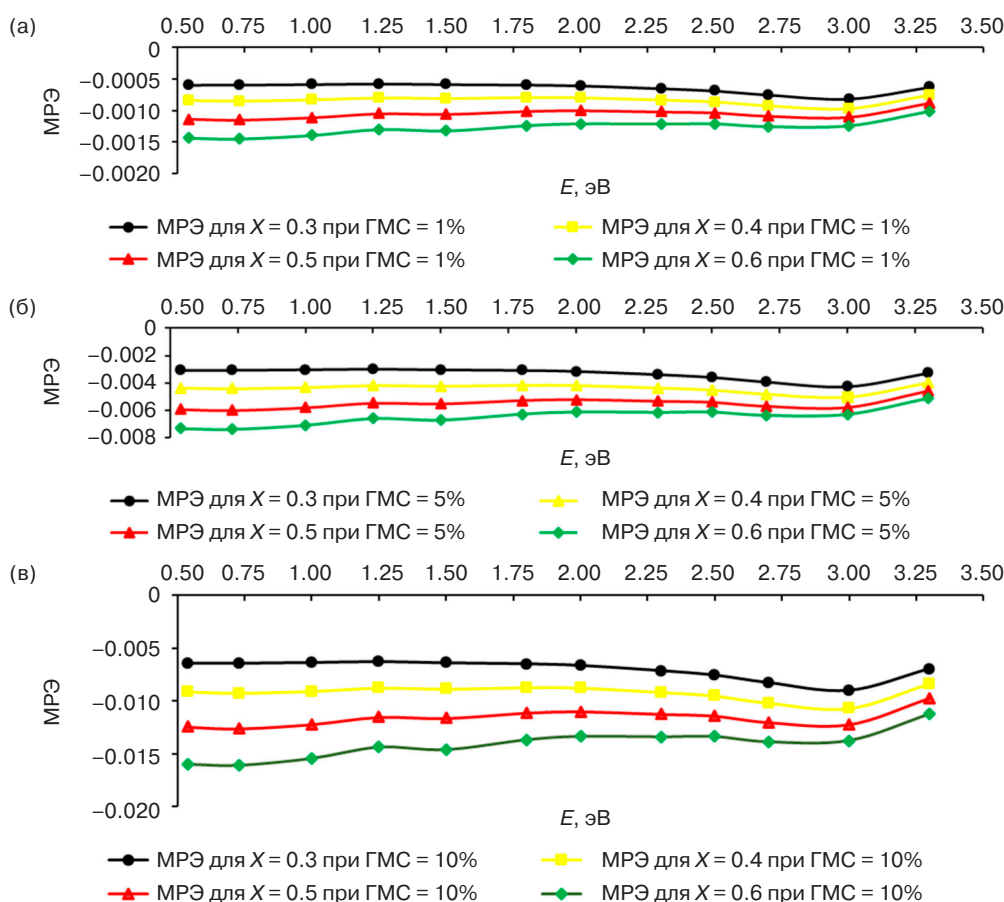 (а)
0.50 0.75 1.00 1.25 1.50 1.75 2.00 2.25 2.50 2.75 3.00 3.25 3.50
0
−0.0005
−0.0010
−0.0015
−0.0020
МРЭ
E, эВ
МРЭ для X = 0.3 при ГМС = 1% МРЭ для X = 0.4 при ГМС = 1%
МРЭ для X = 0.5 при ГМС = 1% МРЭ для X = 0.6 при ГМС = 1%
(б)
0.50 0.75 1.00 1.25 1.50 1.75 2.00 2.25 2.50 2.75 3.00 3.25 3.50
0
−0.002
−0.004
−0.006
−0.008
МРЭ
E, эВ
МРЭ для X = 0.3 при ГМС = 5% МРЭ для X = 0.4 при ГМС = 5%
МРЭ для X = 0.5 при ГМС = 5% МРЭ для X = 0.6 при ГМС = 5%
(в)
0.50 0.75 1.00 1.25 1.50 1.75 2.00 2.25 2.50 2.75 3.00 3.25 3.50
0
−0.005
−0.010
−0.015
−0.020
МРЭ
E, эВ
МРЭ для X = 0.3 при ГМС = 10% МРЭ для X = 0.4 при ГМС = 10%
МРЭ для X = 0.5 при ГМС = 10% МРЭ для X = 0.6 при ГМС = 10%